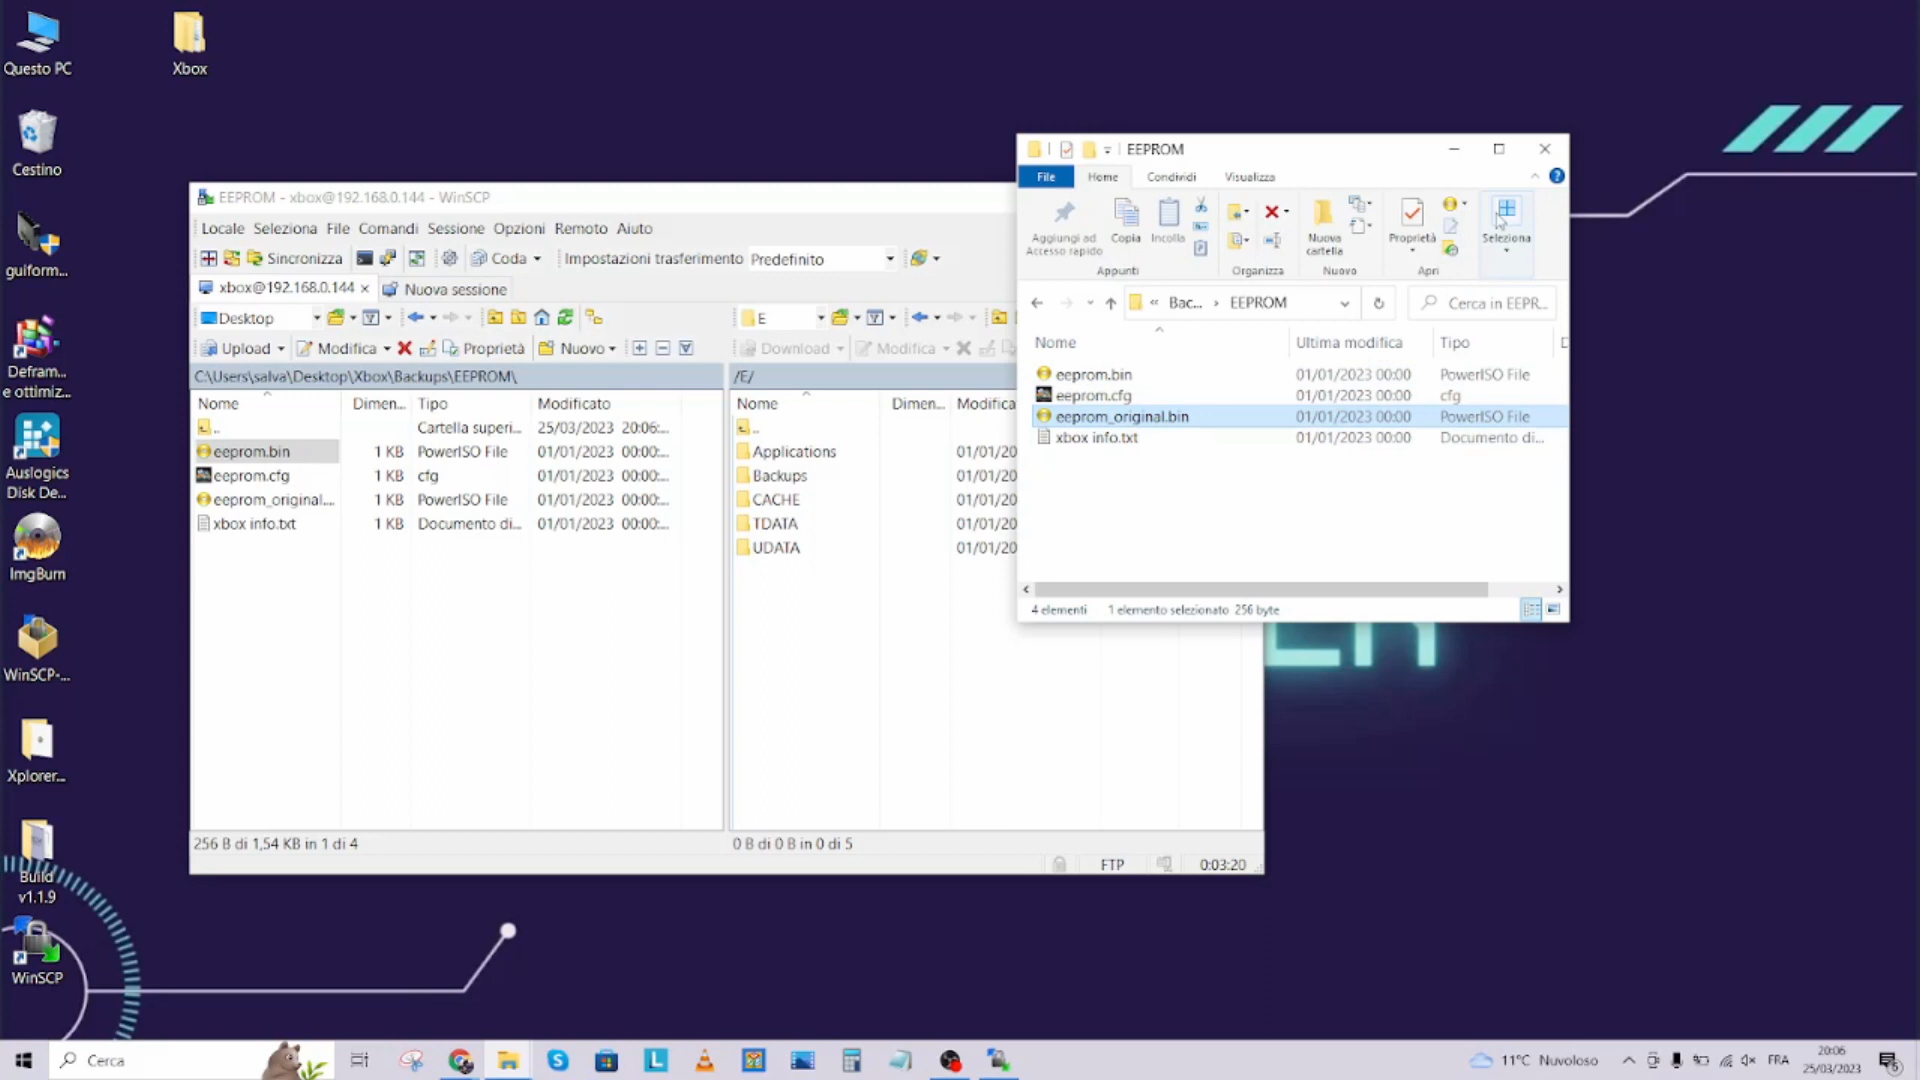 Questo PC
Xbox
Cestino
guiform...
Defram...
e ottimiz...
Auslogics
Disk De...
ImgBurn
WinSCP-...
Xplorer...
Build
v1.1.9
WinSCP
EEPROM - xbox@192.168.0.144 - WinSCP
Locale Seleziona File Comandi Sessione Opzioni Remoto Aiuto
Sincronizza Coda Impostazioni trasferimento Predefinito
xbox@192.168.0.144 × Nuova sessione
Desktop E
Upload Modifica Proprietà Nuovo Download Modifica
C:\Users\salva\Desktop\Xbox\Backups\EEPROM\ /E/
Nome Dimen... Tipo Modificato
.. Cartella superi... 25/03/2023 20:06:...
eeprom.bin 1 KB PowerISO File 01/01/2023 00:00:...
eeprom.cfg 1 KB cfg 01/01/2023 00:00:...
eeprom_original.... 1 KB PowerISO File 01/01/2023 00:00:...
xbox info.txt 1 KB Documento di... 01/01/2023 00:00:...
256 B di 1,54 KB in 1 di 4
Nome Dimen... Modifica
..
Applications 01/01/20
Backups 01/01/20
CACHE 01/01/20
TDATA 01/01/20
UDATA 01/01/20
0 B di 0 B in 0 di 5
FTP 0:03:20
EEPROM
File Home Condividi Visualizza
Aggiungi ad
Accesso rapido
Copia
Incolla
Nuova
cartella
Proprietà
Seleziona
Appunti Organizza Nuovo Apri
« Bac... › EEPROM Cerca in EEPR...
Nome Ultima modifica Tipo D
eeprom.bin 01/01/2023 00:00 PowerISO File
eeprom.cfg 01/01/2023 00:00 cfg
eeprom_original.bin 01/01/2023 00:00 PowerISO File
xbox info.txt 01/01/2023 00:00 Documento di...
4 elementi 1 elemento selezionato 256 byte
Cerca
11°C Nuvoloso
FRA
20:06
25/03/2023